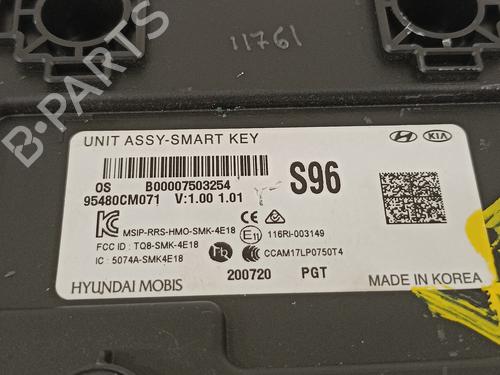 11761
B-PARTS
UNIT ASSY-SMART KEY
HYUNDAI KIA
OS B00007503254
95480CM071 V:1.00 1.01
S96
MSIP-RRS-HMO-SMK-4E18
E11 116RI-003149
FCC ID : TQ8-SMK-4E18
IC : 5074A-SMK4E18
CCAM17LP0750T4
HYUNDAI MOBIS
200720 PGT
MADE IN KOREA